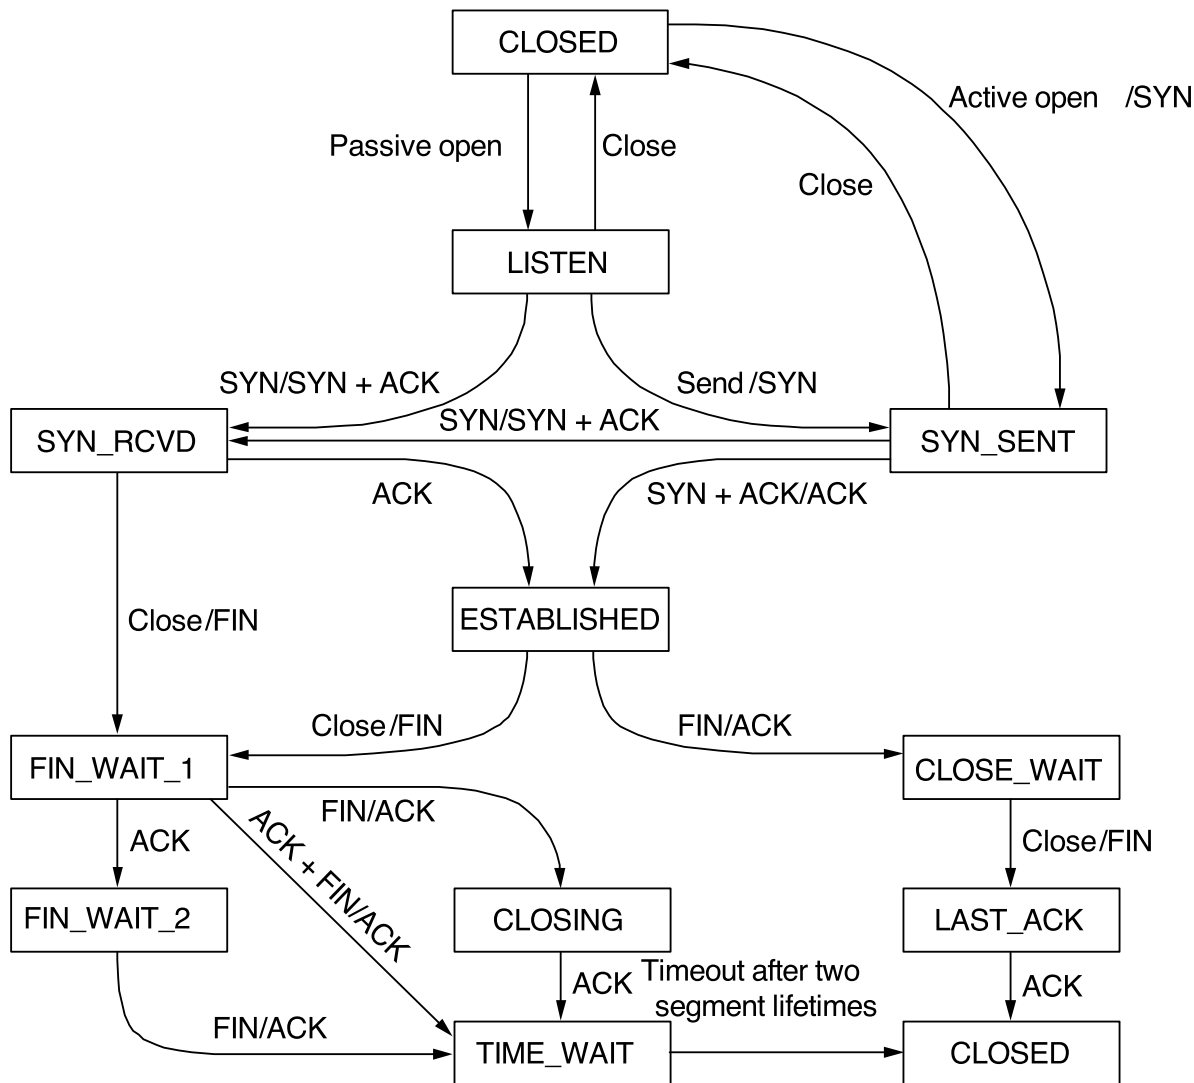 CLOSED
Active open /SYN
Passive open
Close
Close
LISTEN
SYN/SYN + ACK
Send /SYN
SYN/SYN + ACK
SYN_RCVD
SYN_SENT
ACK
SYN + ACK/ACK
Close /FIN
ESTABLISHED
Close /FIN
FIN/ACK
FIN_WAIT_1
CLOSE_WAIT
FIN/ACK
ACK
ACK + FIN/ACK
Close /FIN
FIN_WAIT_2
CLOSING
LAST_ACK
ACK
Timeout after two
segment lifetimes
ACK
FIN/ACK
TIME_WAIT
CLOSED